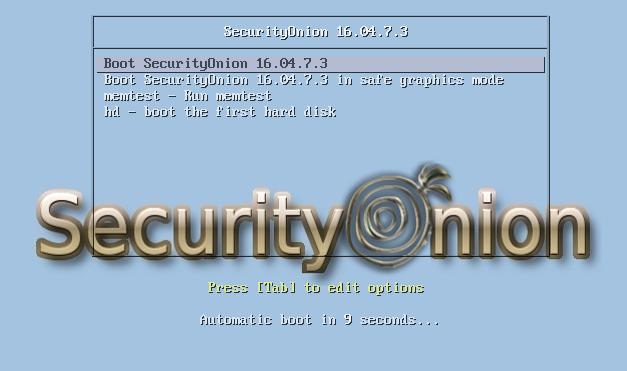 SecurityOnion 16.04.7.3
Boot SecurityOnion 16.04.7.3
Boot SecurityOnion 16.04.7.3 in safe graphics mode
memtest - Run memtest
hd - boot the first hard disk
SecurityOnion
Press [Tab] to edit options
Automatic boot in 9 seconds...